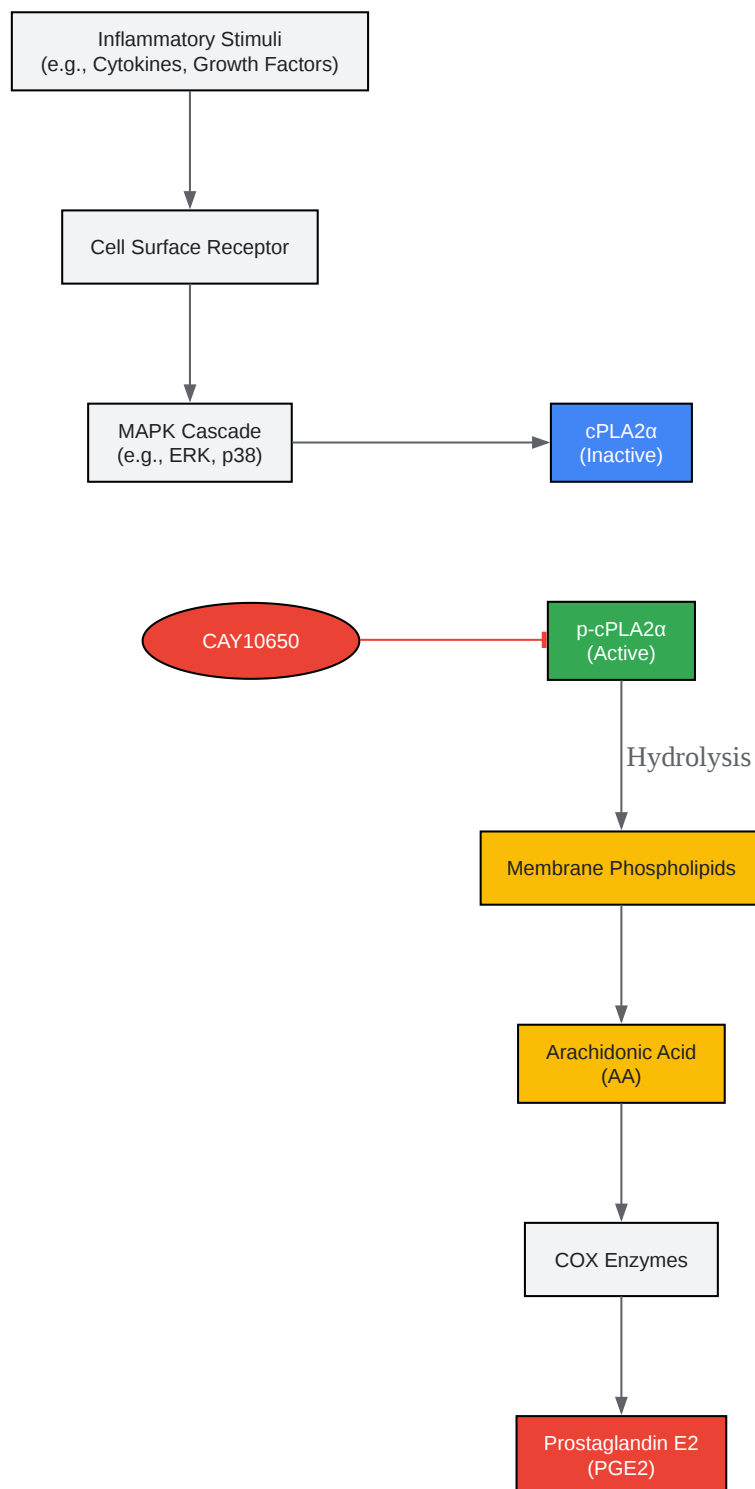 Inflammatory Stimuli
(e.g., Cytokines, Growth Factors)
Cell Surface Receptor
MAPK Cascade
(e.g., ERK, p38)
cPLA2α
(Inactive)
CAY10650
p-cPLA2α
(Active)
Hydrolysis
Membrane Phospholipids
Arachidonic Acid
(AA)
COX Enzymes
Prostaglandin E2
(PGE2)